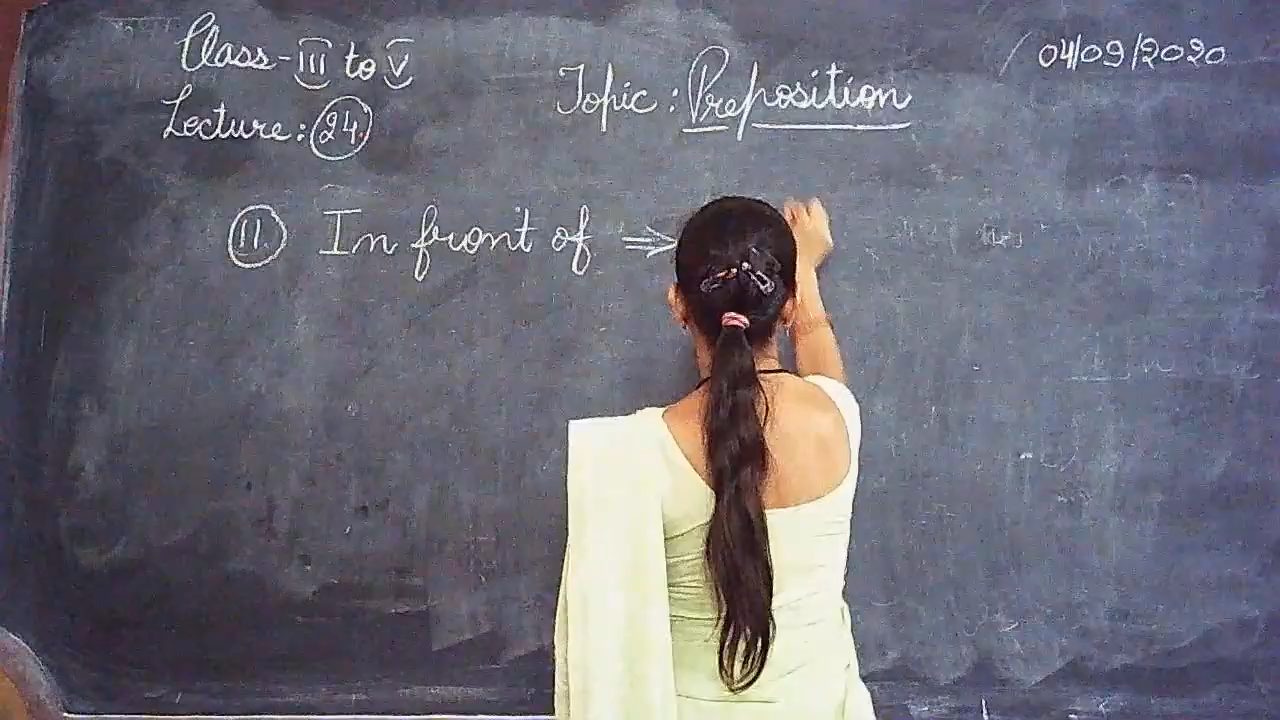 Class-III to V
04/09/2020
Topic : Preposition
Lecture: 24.
11. In front of ⇒